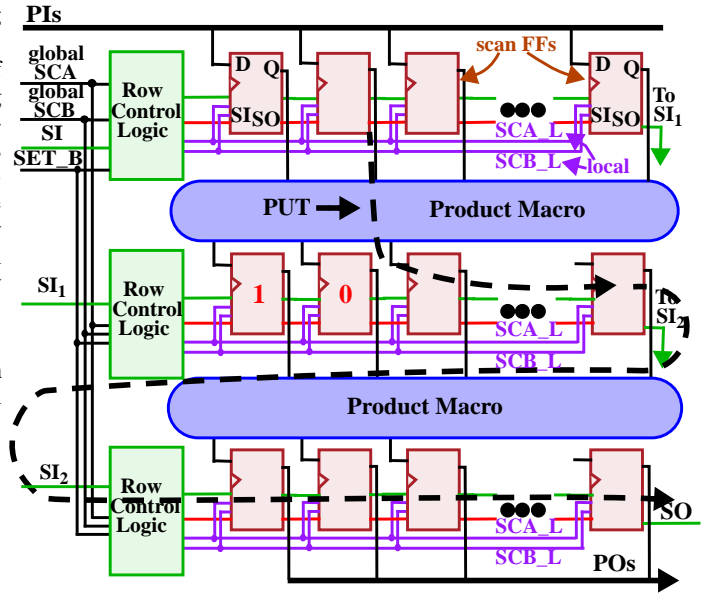 PIs
global
SCA
global
SCB
SI
SET_B
Row
Control
Logic
D
Q
SI
SO
scan FFs
D
Q
SI
SO
To
SI1
SCA_L
SCB_L
local
PUT
Product Macro
SI1
Row
Control
Logic
1
0
SCA_L
SCB_L
To
SI2
Product Macro
SI2
Row
Control
Logic
SCA_L
SCB_L
SO
POs